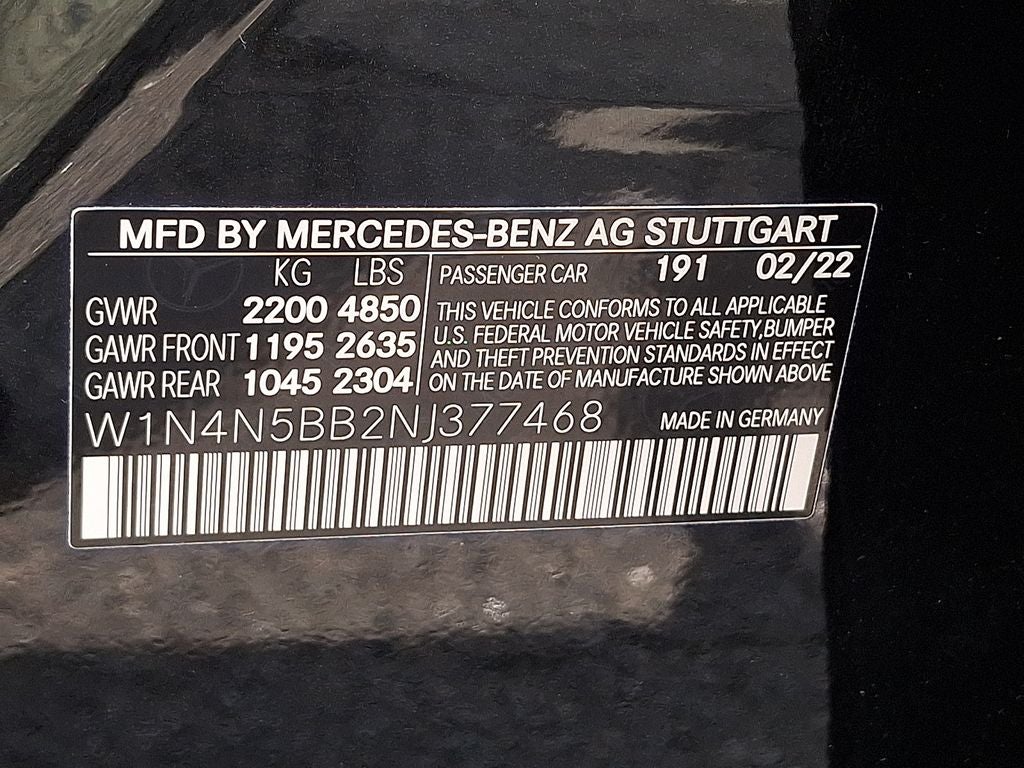 MFD BY MERCEDES-BENZ AG STUTTGART
KG LBS
GVWR 2200 4850
GAWR FRONT 1195 2635
GAWR REAR 1045 2304
PASSENGER CAR 191 02/22
THIS VEHICLE CONFORMS TO ALL APPLICABLE
U.S. FEDERAL MOTOR VEHICLE SAFETY,BUMPER
AND THEFT PREVENTION STANDARDS IN EFFECT
ON THE DATE OF MANUFACTURE SHOWN ABOVE
W1N4N5BB2NJ377468
MADE IN GERMANY